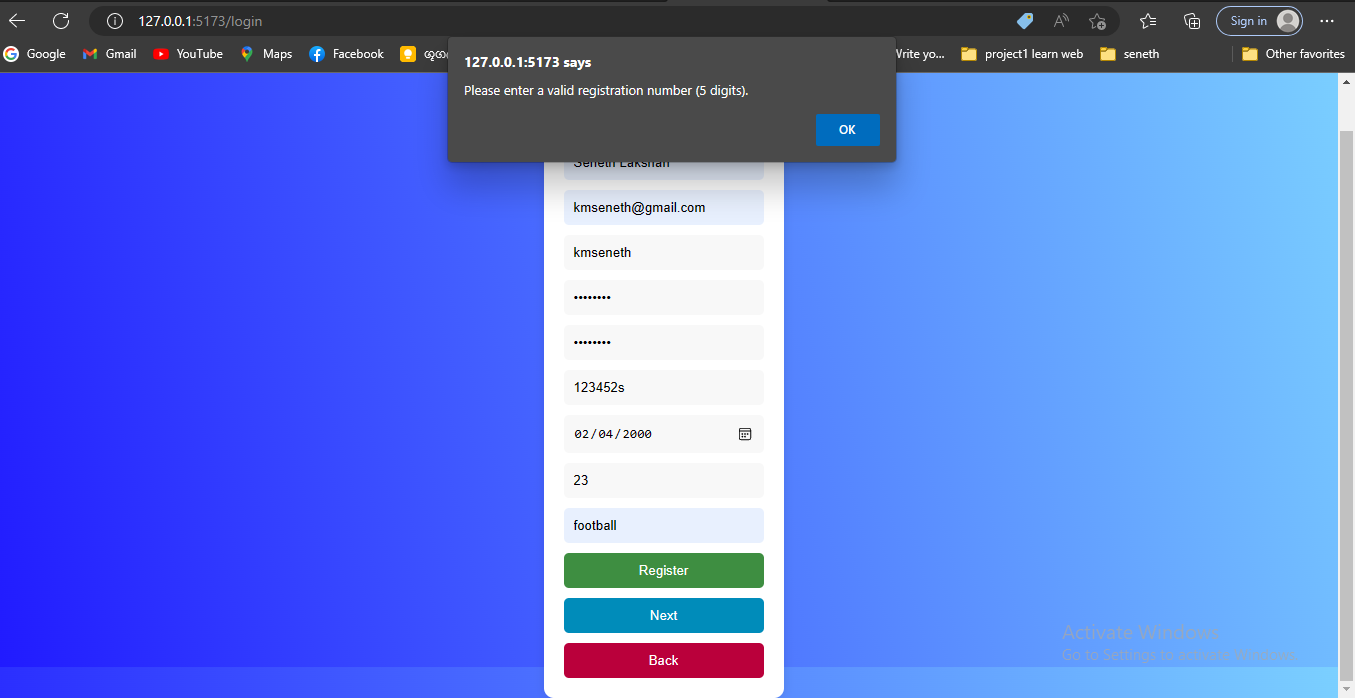 127.0.0.1:5173/login
Sign in
Google
Gmail
YouTube
Maps
Facebook
Write yo...
project1 learn web
seneth
Other favorites
127.0.0.1:5173 says
Please enter a valid registration number (5 digits).
OK
Seneth Lakshan
kmseneth@gmail.com
kmseneth
••••••••
••••••••
123452s
02/04/2000
23
football
Register
Next
Back
Activate Windows
Go to Settings to activate Windows.